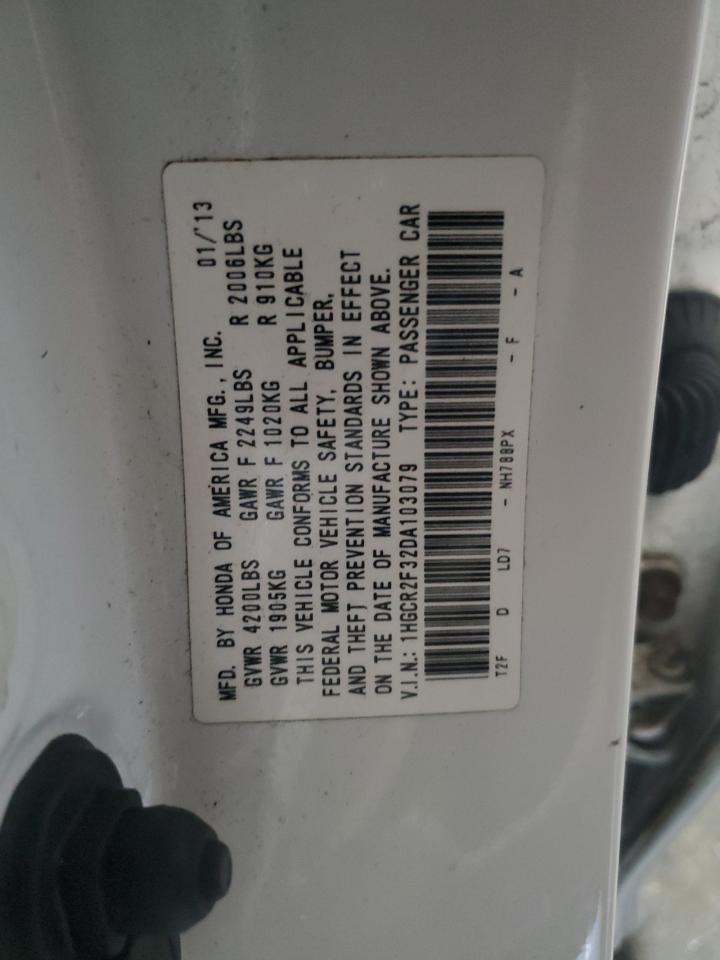 MFD. BY HONDA OF AMERICA MFG., INC. 01/'13
GVWR 4200LBS GAWR F 2249LBS R 2006LBS
GVWR 1905KG GAWR F 1020KG R 910KG
THIS VEHICLE CONFORMS TO ALL APPLICABLE
FEDERAL MOTOR VEHICLE SAFETY, BUMPER,
AND THEFT PREVENTION STANDARDS IN EFFECT
ON THE DATE OF MANUFACTURE SHOWN ABOVE.
V.I.N.: 1HGCR2F32DA103079 TYPE: PASSENGER CAR
T2F D LD7 - NH788PX - F - A